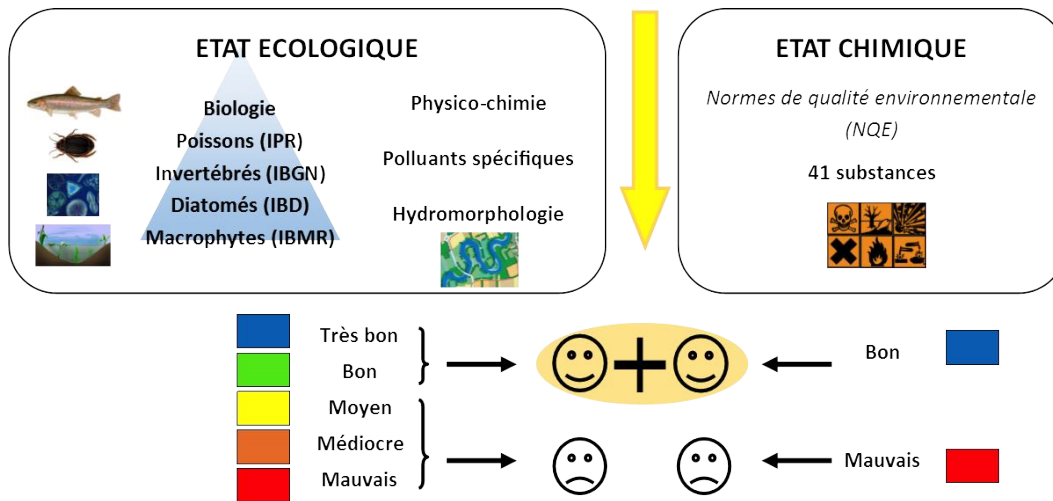 ETAT ECOLOGIQUE
Biologie
Poissons (IPR)
Invertébrés (IBGN)
Diatomés (IBD)
Macrophytes (IBMR)
Physico-chimie
Polluants spécifiques
Hydromorphologie
ETAT CHIMIQUE
Normes de qualité environnementale
(NQE)
41 substances
Très bon
Bon
Moyen
Médiocre
Mauvais
Bon
Mauvais